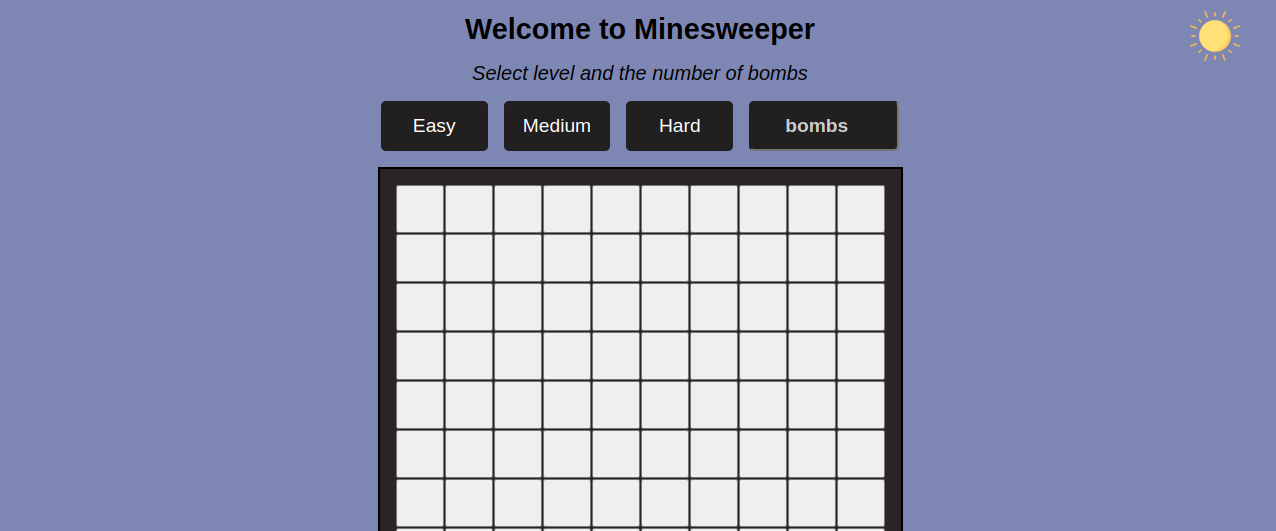 Welcome to Minesweeper
Select level and the number of bombs
Easy Medium Hard bombs